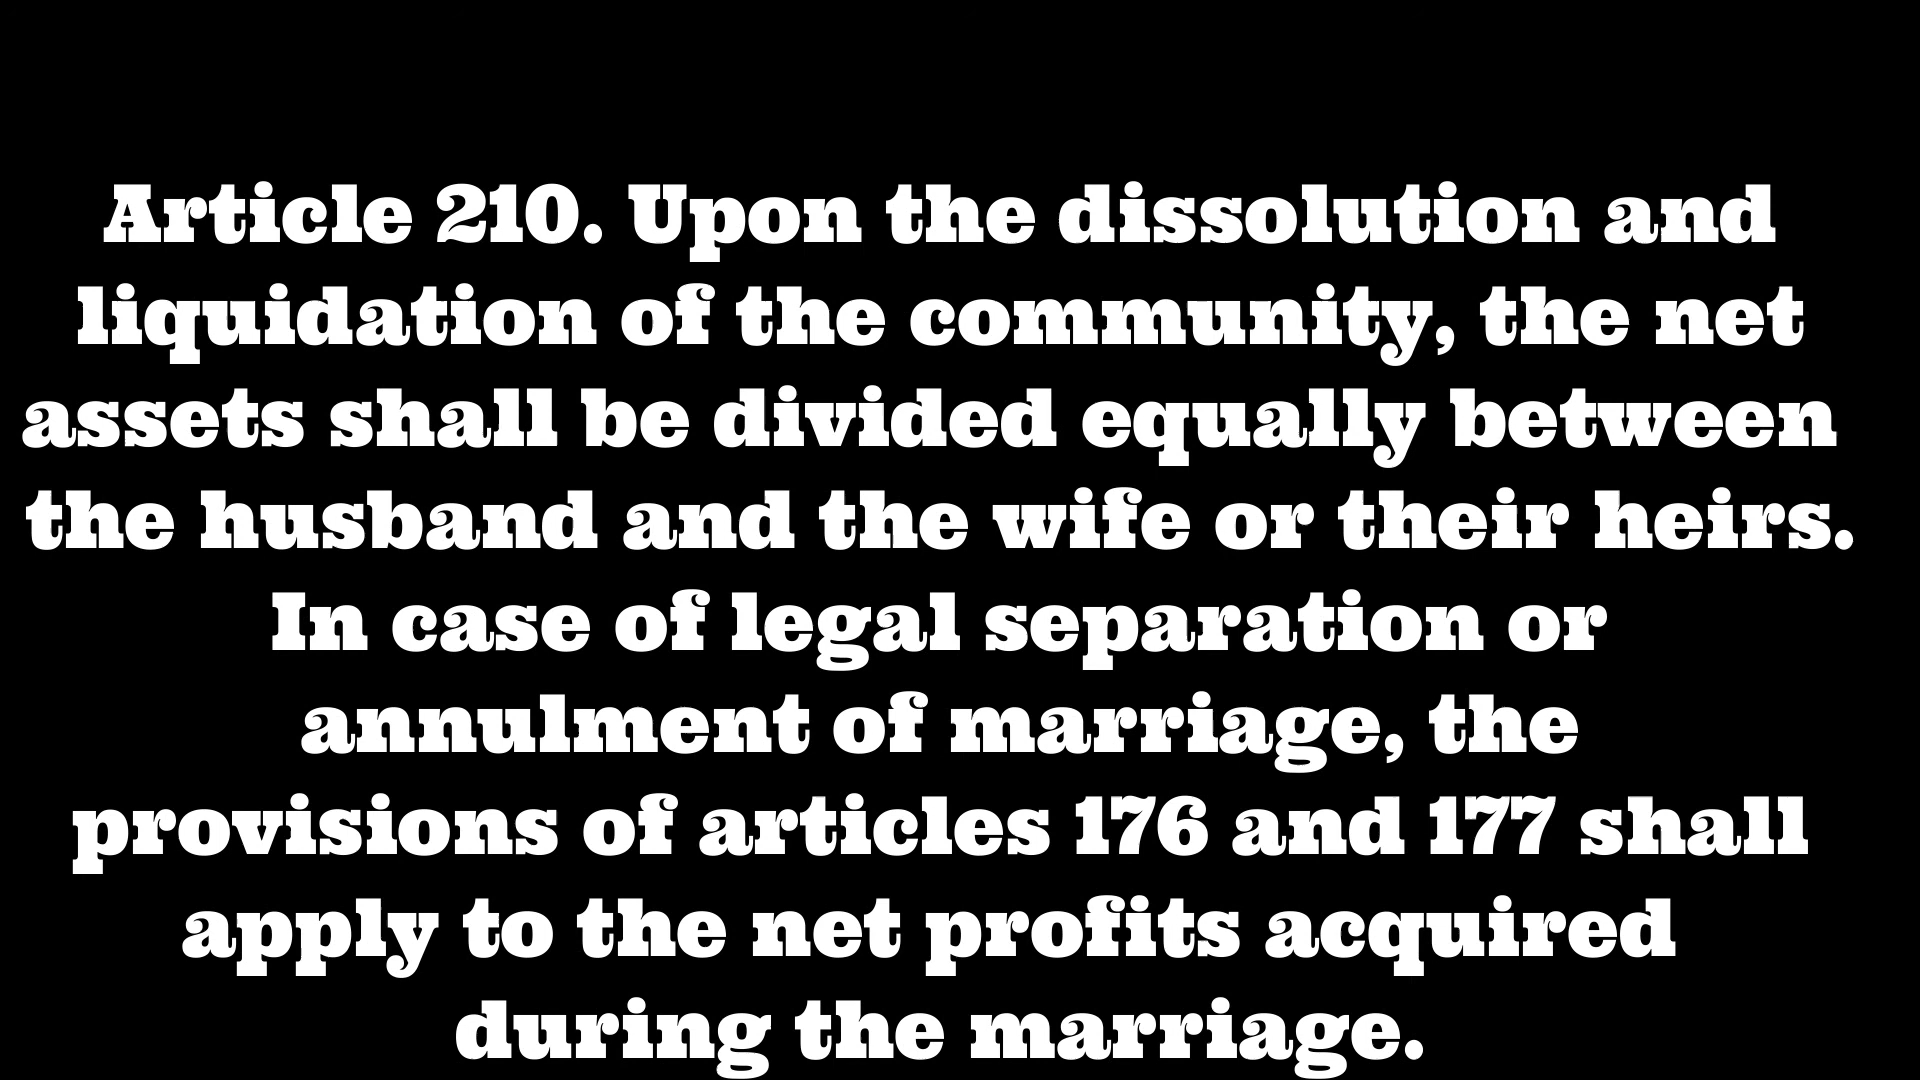 Article 210. Upon the dissolution and
liquidation of the community, the net
assets shall be divided equally between
the husband and the wife or their heirs.
In case of legal separation or
annulment of marriage, the
provisions of articles 176 and 177 shall
apply to the net profits acquired
during the marriage.